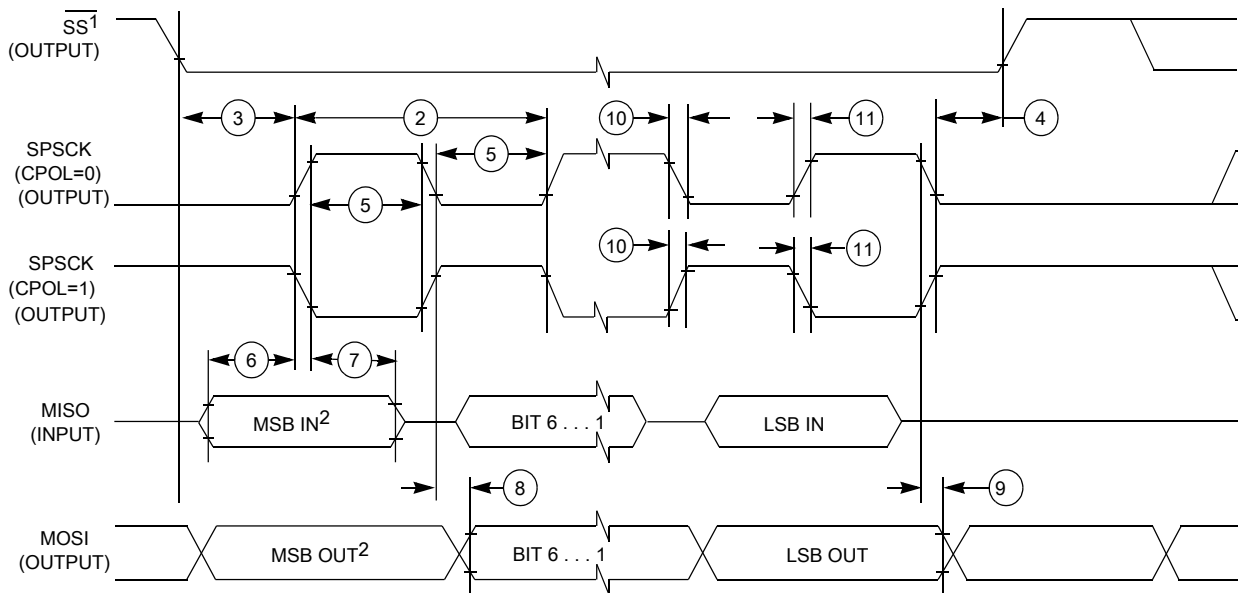 SS¹
(OUTPUT)
3
2
10
11
4
SPSCK
(CPOL=0)
(OUTPUT)
5
5
SPSCK
(CPOL=1)
(OUTPUT)
10
11
6
7
MISO
(INPUT)
MSB IN²
BIT 6 . . . 1
LSB IN
8
9
MOSI
(OUTPUT)
MSB OUT²
BIT 6 . . . 1
LSB OUT